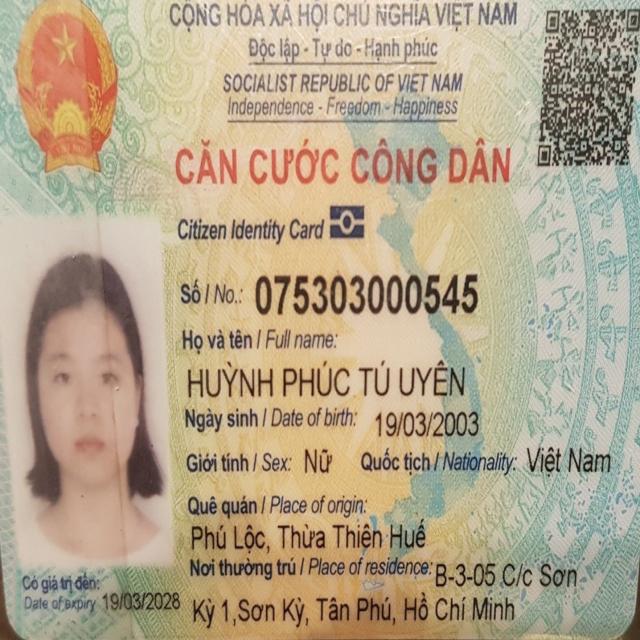 CỘNG HÒA XÃ HỘI CHỦ NGHĨA VIỆT NAM
Độc lập - Tự do - Hạnh phúc
SOCIALIST REPUBLIC OF VIET NAM
Independence - Freedom - Happiness
CĂN CƯỚC CÔNG DÂN
Citizen Identity Card
Số / No.: 075303000545
Họ và tên / Full name:
HUỲNH PHÚC TÚ UYÊN
Ngày sinh / Date of birth: 19/03/2003
Giới tính / Sex: Nữ Quốc tịch / Nationality: Việt Nam
Quê quán / Place of origin:
Phú Lộc, Thừa Thiên Huế
Nơi thường trú / Place of residence: B-3-05 C/c Sơn
Kỳ 1,Sơn Kỳ, Tân Phú, Hồ Chí Minh
Có giá trị đến:
Date of expiry 19/03/2028